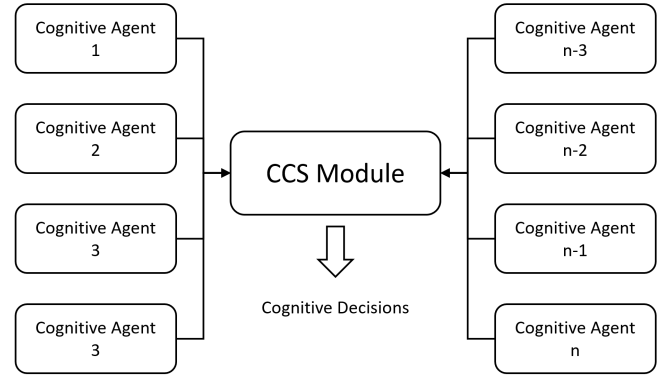 Cognitive Agent
1
Cognitive Agent
2
Cognitive Agent
3
Cognitive Agent
3
CCS Module
Cognitive Decisions
Cognitive Agent
n-3
Cognitive Agent
n-2
Cognitive Agent
n-1
Cognitive Agent
n